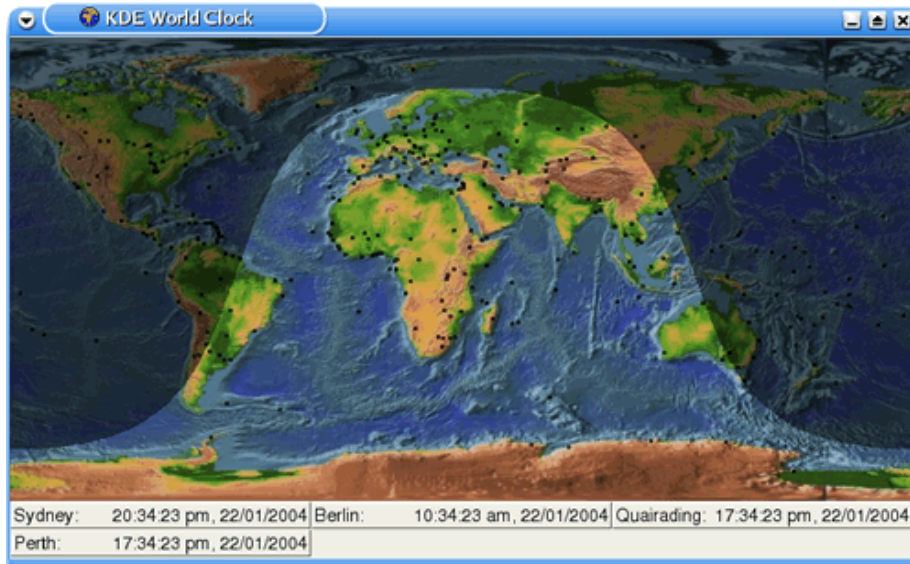 KDE World Clock
Sydney: 20:34:23 pm, 22/01/2004 Berlin: 10:34:23 am, 22/01/2004 Quairading: 17:34:23 pm, 22/01/2004
Perth: 17:34:23 pm, 22/01/2004